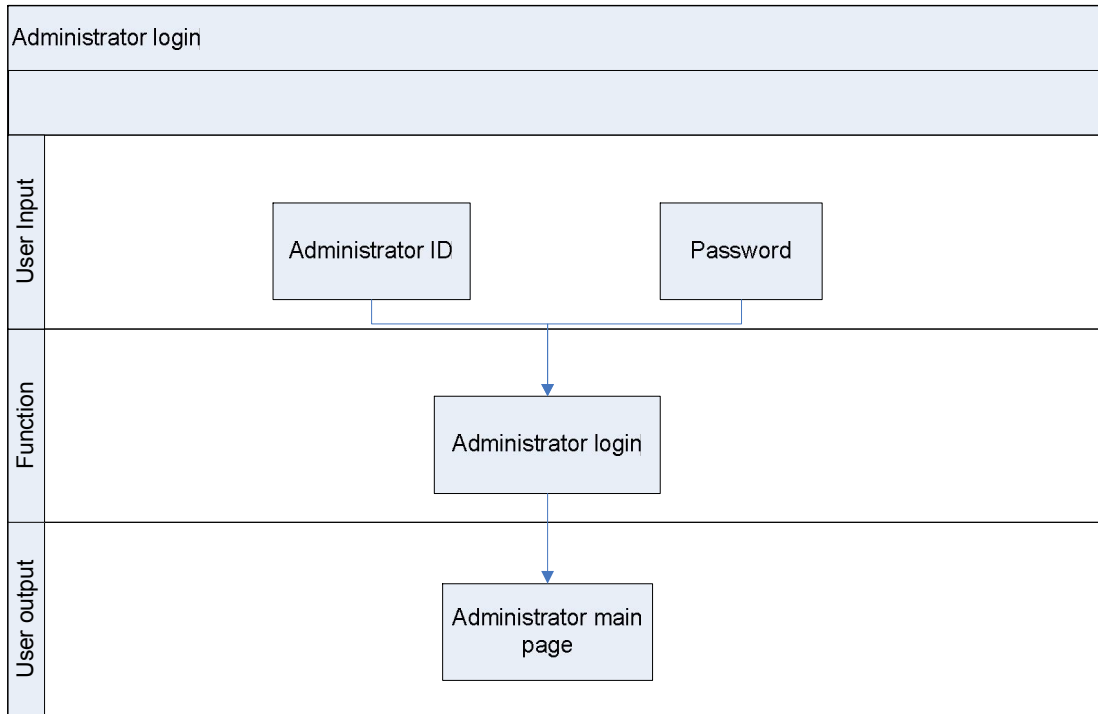 Administrator login
User Input
Administrator ID
Password
Function
Administrator login
User output
Administrator main
page